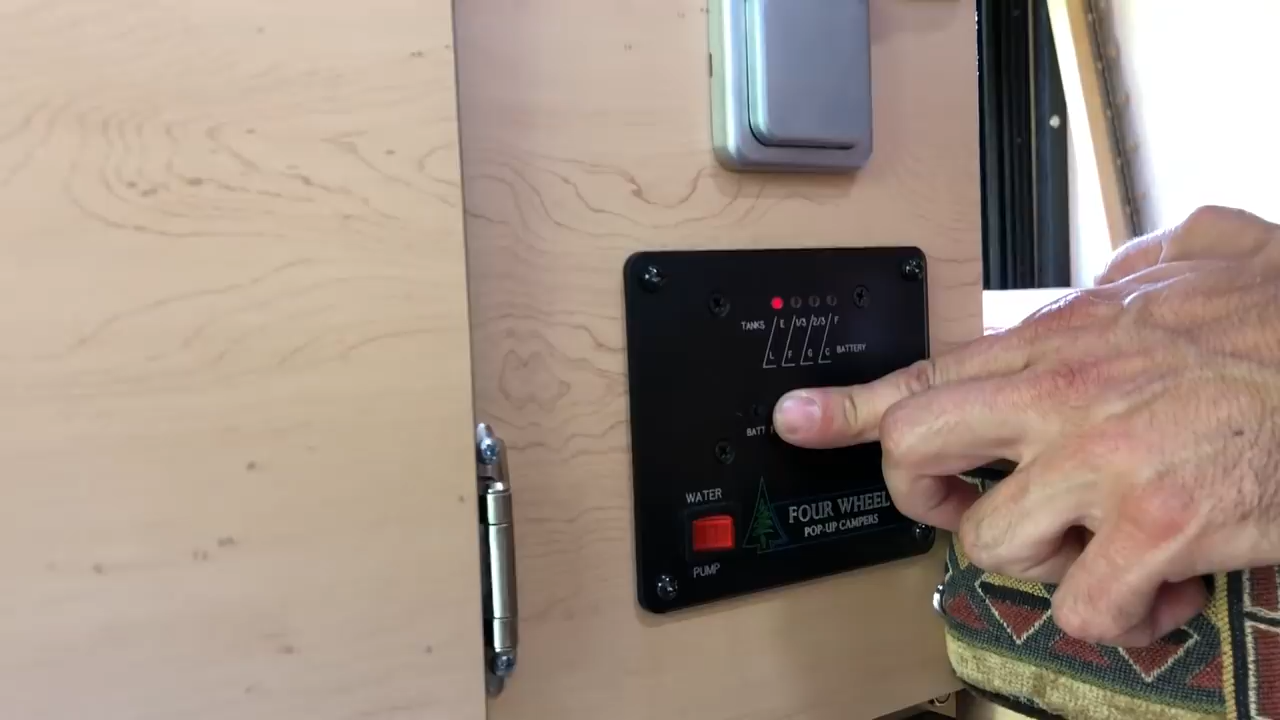 TANKS E 1/3 2/3 F
L F G C BATTERY
BATT
WATER
FOUR WHEEL
POP-UP CAMPERS
PUMP